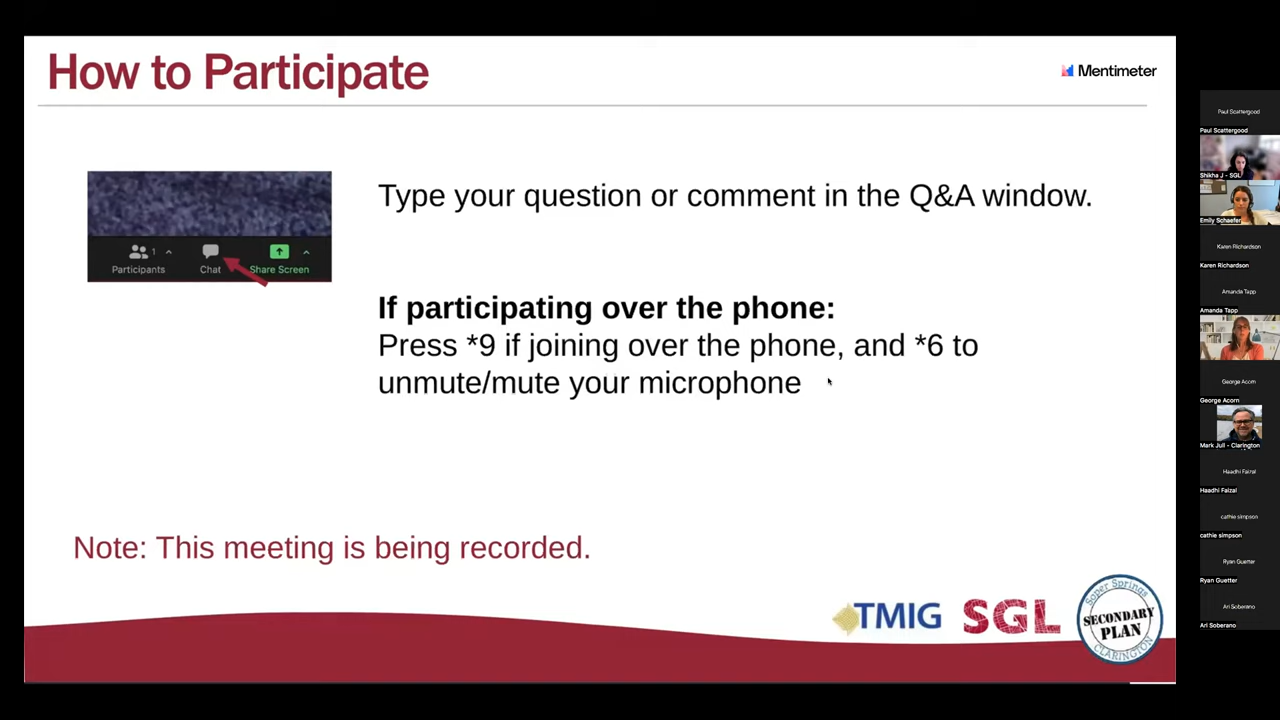 How to Participate
Mentimeter
Type your question or comment in the Q&A window.
Participants
1
Chat
Share Screen
If participating over the phone:
Press *9 if joining over the phone, and *6 to
unmute/mute your microphone
Note: This meeting is being recorded.
TMIG
SGL
Soper Springs
SECONDARY
PLAN
CLARINGTON
Paul Scattergood
Paul Scattergood
Shikha J - SGL
Emily Schaefer
Karen Richardson
Karen Richardson
Amanda Tapp
Amanda Tapp
George Acorn
George Acorn
Mark Jull - Clarington
Haadhi Faizal
Haadhi Faizal
cathie simpson
cathie simpson
Ryan Guetter
Ryan Guetter
Ari Soberano
Ari Soberano